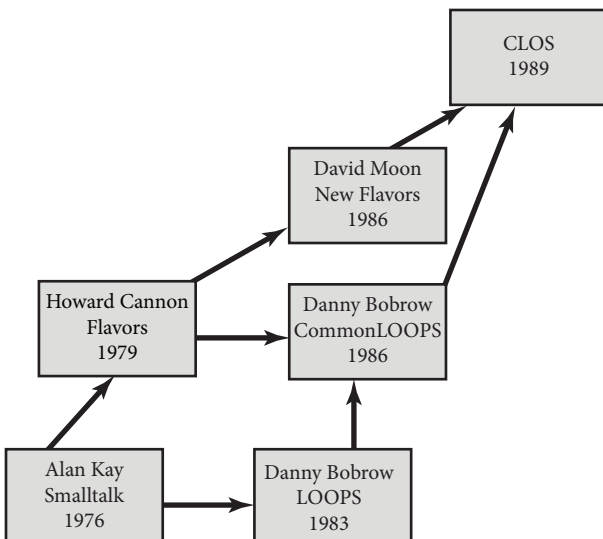 CLOS
1989
David Moon
New Flavors
1986
Howard Cannon
Flavors
1979
Danny Bobrow
CommonLOOPS
1986
Alan Kay
Smalltalk
1976
Danny Bobrow
LOOPS
1983